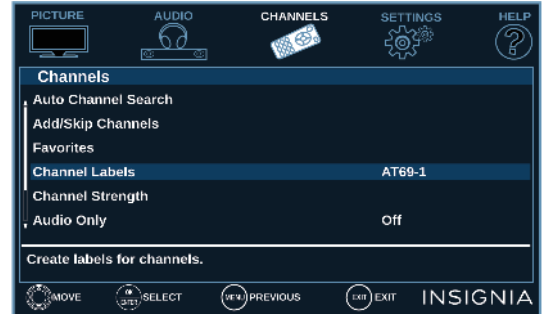 PICTURE AUDIO CHANNELS SETTINGS HELP
Channels
Auto Channel Search
Add/Skip Channels
Favorites
Channel Labels AT69-1
Channel Strength
Audio Only Off
Create labels for channels.
MOVE ENTER SELECT MENU PREVIOUS EXIT EXIT INSIGNIA